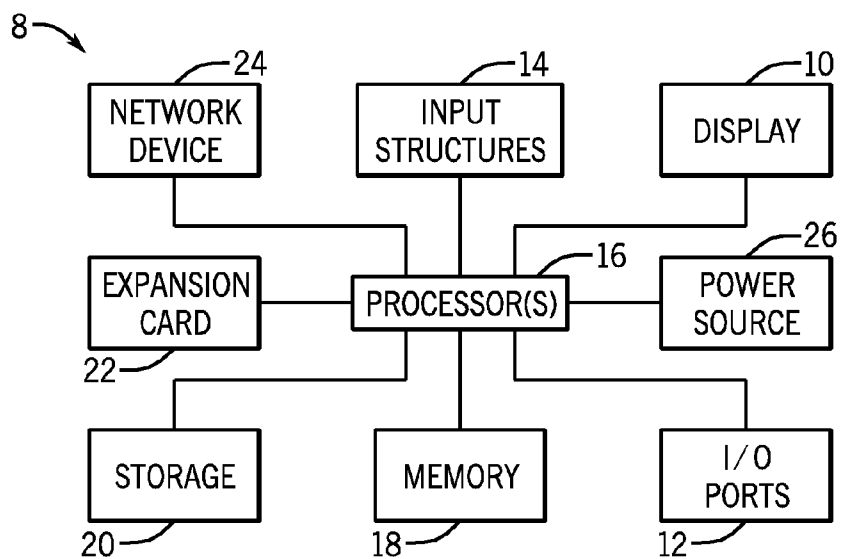 8
24
14
10
NETWORK
DEVICE
INPUT
STRUCTURES
DISPLAY
16
26
EXPANSION
CARD
PROCESSOR(S)
POWER
SOURCE
22
STORAGE
MEMORY
I/O
PORTS
20
18
12